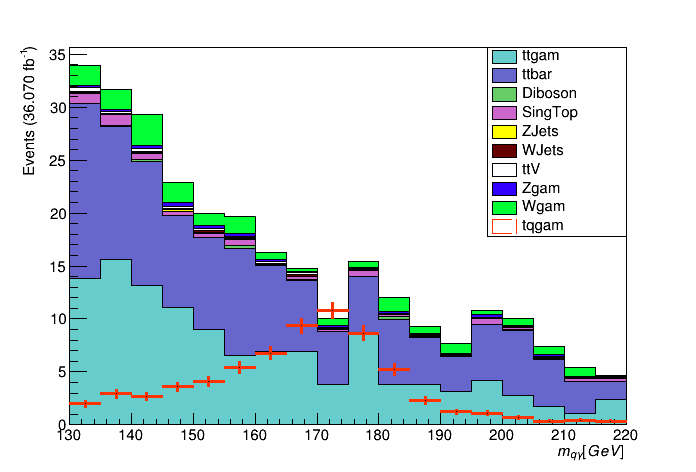 Events (36.070 fb⁻¹)
35
30
25
20
15
10
5
0
130 140 150 160 170 180 190 200 210 220
m_qγ[GeV]
ttgam
ttbar
Diboson
SingTop
ZJets
WJets
ttV
Zgam
Wgam
tqgam